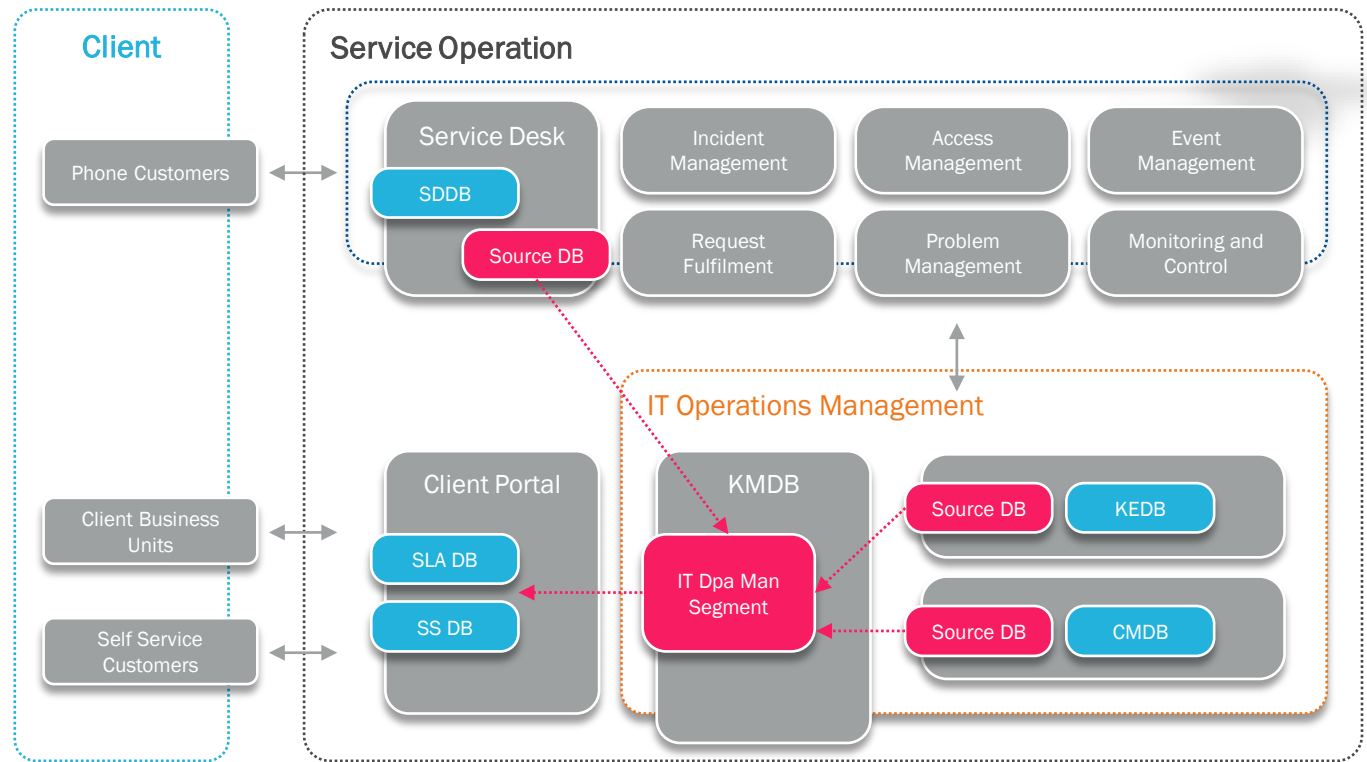 Client
Service Operation
Phone Customers
Service Desk
SDDB
Source DB
Incident
Management
Access
Management
Event
Management
Request
Fulfilment
Problem
Management
Monitoring and
Control
IT Operations Management
Client Business
Units
Self Service
Customers
Client Portal
SLA DB
SS DB
KMDB
IT Dpa Man
Segment
Source DB
KEDB
Source DB
CMDB